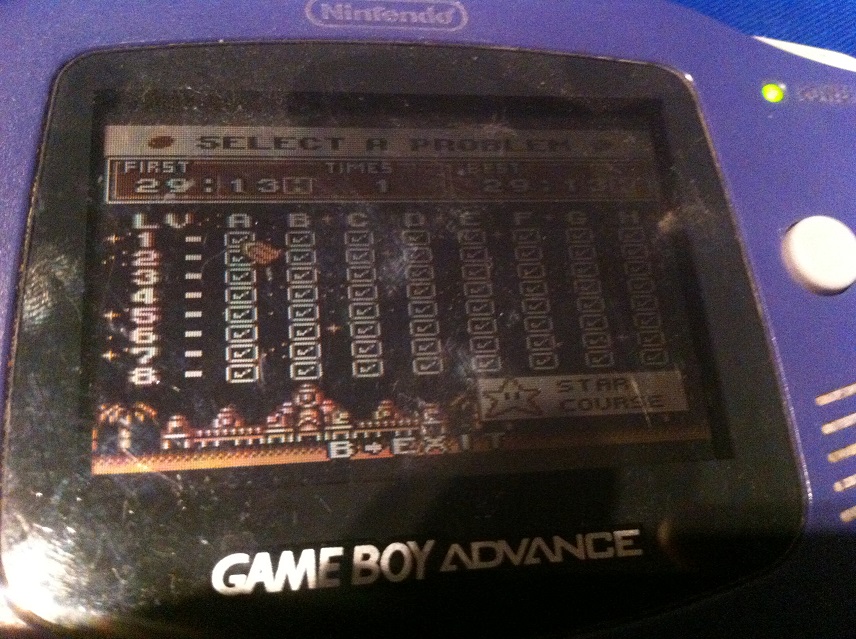 Nintendo
SELECT A PROBLEM
FIRST TIMES BEST
29:13 1 29:13
LV A B C D E F G H
1 -
2 -
3 -
4 -
5 -
6 -
7 -
8 -
STAR
COURSE
B→EXIT
GAME BOY ADVANCE